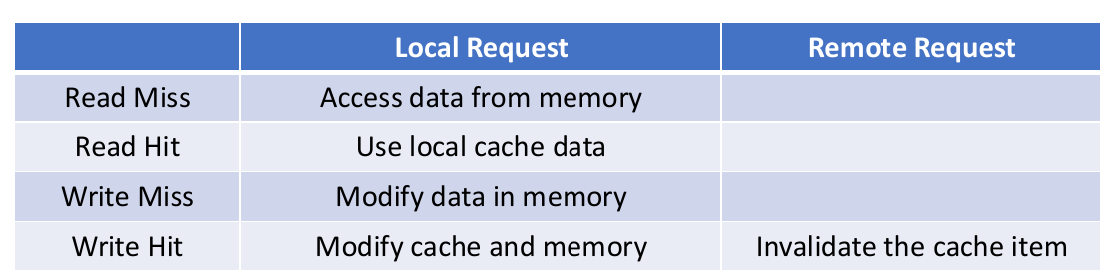 Local Request Remote Request
Read Miss Access data from memory
Read Hit Use local cache data
Write Miss Modify data in memory
Write Hit Modify cache and memory Invalidate the cache item